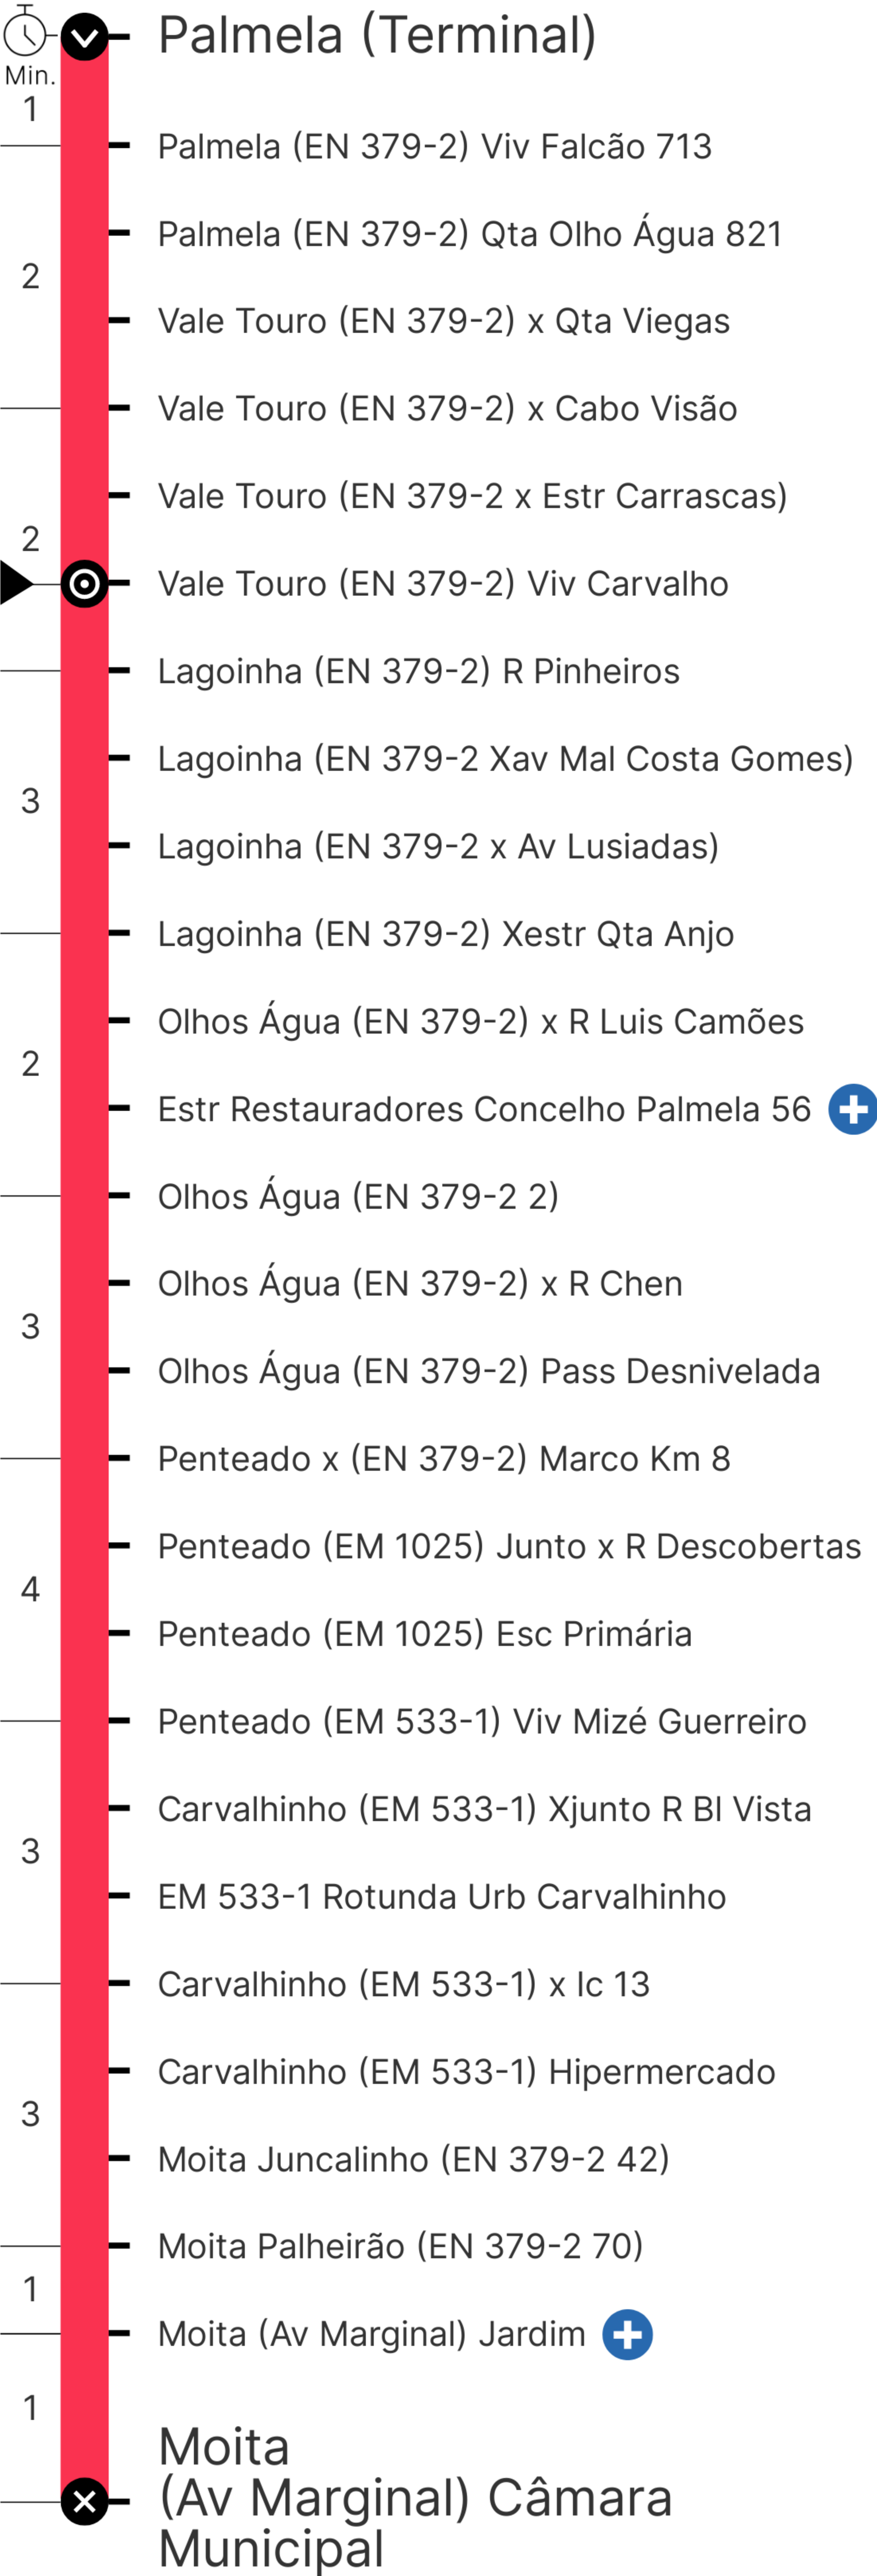 Palmela (Terminal)
Min.
1
Palmela (EN 379-2) Viv Falcão 713
Palmela (EN 379-2) Qta Olho Água 821
2
Vale Touro (EN 379-2) x Qta Viegas
Vale Touro (EN 379-2) x Cabo Visão
Vale Touro (EN 379-2 x Estr Carrascas)
2
Vale Touro (EN 379-2) Viv Carvalho
Lagoinha (EN 379-2) R Pinheiros
Lagoinha (EN 379-2 Xav Mal Costa Gomes)
3
Lagoinha (EN 379-2 x Av Lusiadas)
Lagoinha (EN 379-2) Xestr Qta Anjo
Olhos Água (EN 379-2) x R Luis Camões
2
Estr Restauradores Concelho Palmela 56
Olhos Água (EN 379-2 2)
Olhos Água (EN 379-2) x R Chen
3
Olhos Água (EN 379-2) Pass Desnivelada
Penteado x (EN 379-2) Marco Km 8
Penteado (EM 1025) Junto x R Descobertas
4
Penteado (EM 1025) Esc Primária
Penteado (EM 533-1) Viv Mizé Guerreiro
Carvalhinho (EM 533-1) Xjunto R Bl Vista
3
EM 533-1 Rotunda Urb Carvalhinho
Carvalhinho (EM 533-1) x Ic 13
Carvalhinho (EM 533-1) Hipermercado
3
Moita Juncalinho (EN 379-2 42)
Moita Palheirão (EN 379-2 70)
1
Moita (Av Marginal) Jardim
1
Moita
(Av Marginal) Câmara
Municipal